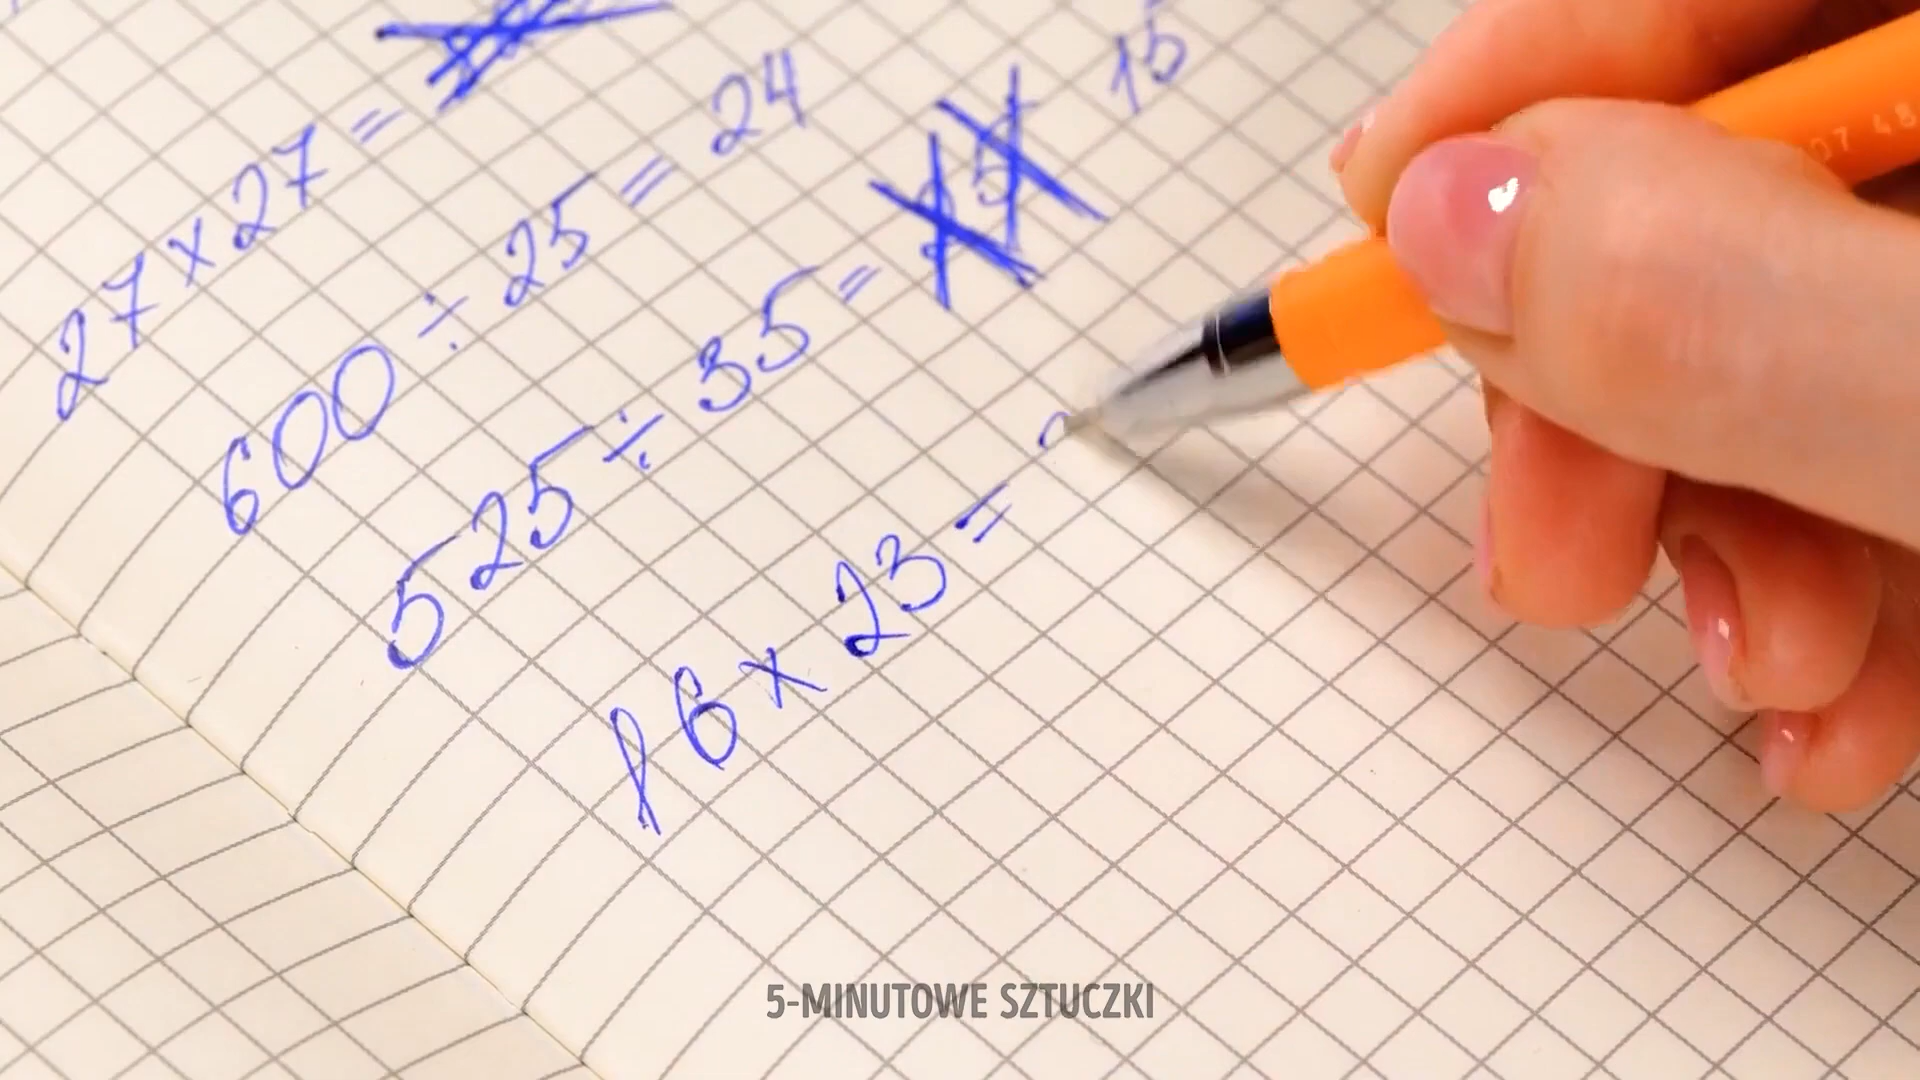 27 × 27 =
600 ÷ 25 = 24
525 ÷ 35 = 15
16 × 23 =
5-MINUTOWE SZTUCZKI